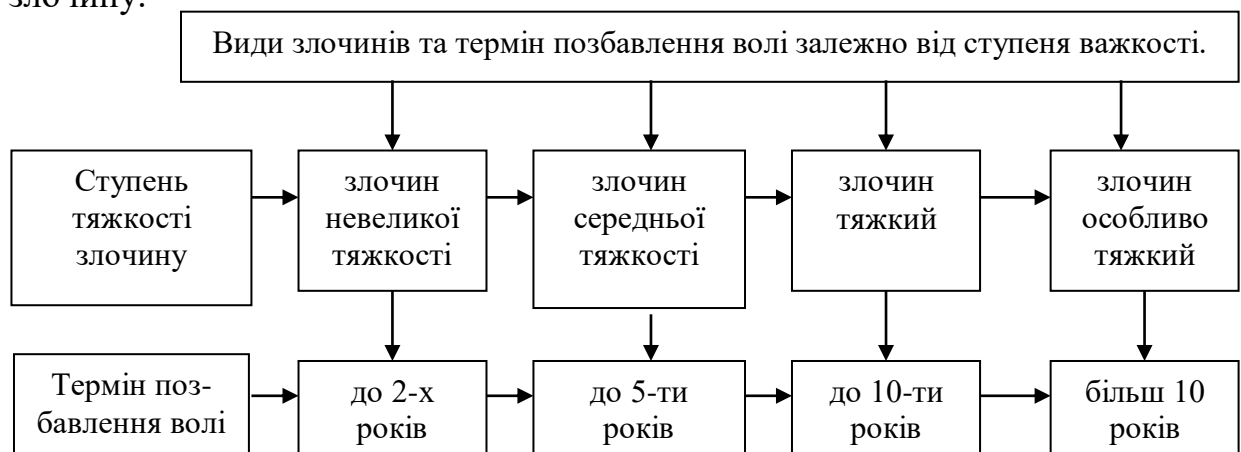 злочину.
Види злочинів та термін позбавлення волі залежно від ступеня важкості.
Ступень
тяжкості
злочину
злочин
невеликої
тяжкості
злочин
середньої
тяжкості
злочин
тяжкий
злочин
особливо
тяжкий
Термін поз-
бавлення волі
до 2-х
років
до 5-ти
років
до 10-ти
років
більш 10
років